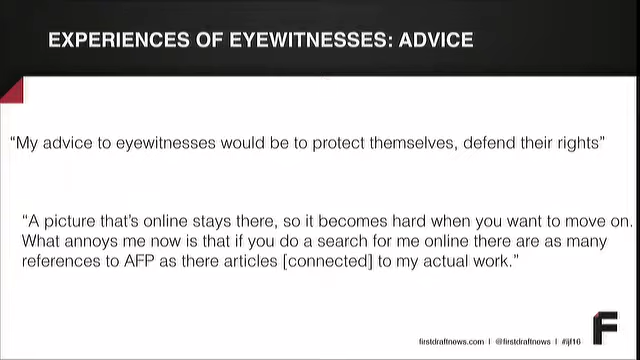 EXPERIENCES OF EYEWITNESSES: ADVICE
“My advice to eyewitnesses would be to protect themselves, defend their rights”
“A picture that’s online stays there, so it becomes hard when you want to move on.
What annoys me now is that if you do a search for me online there are as many
references to AFP as there articles [connected] to my actual work.”
F
firstdraftnews.com | @firstdraftnews | #ijf16